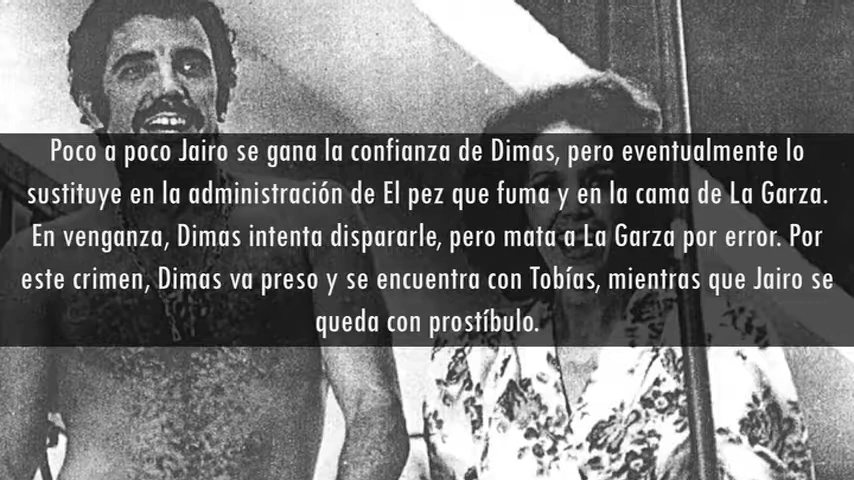 Poco a poco Jairo se gana la confianza de Dimas, pero eventualmente lo
sustituye en la administración de El pez que fuma y en la cama de La Garza.
En venganza, Dimas intenta dispararle, pero mata a La Garza por error. Por
este crimen, Dimas va preso y se encuentra con Tobías, mientras que Jairo se
queda con prostíbulo.